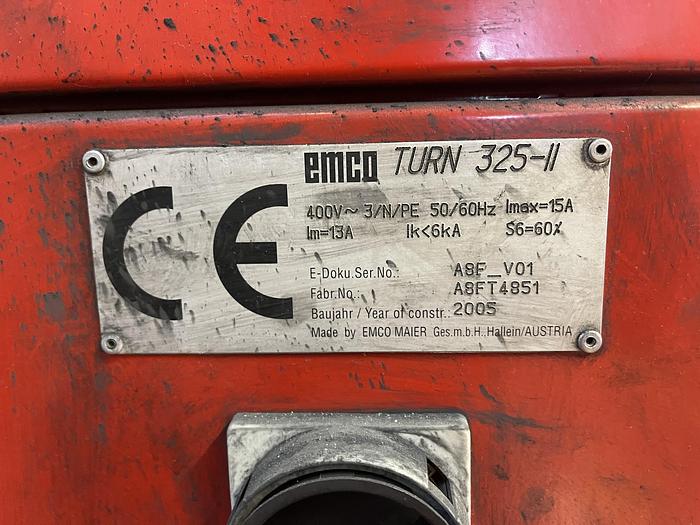 emco TURN 325-II
CE
400V~ 3/N/PE 50/60Hz Imax=15A
Im=13A Ik<6kA S6=60%
E-Doku.Ser.No.: A8F_V01
Fabr.No.: A8FT4851
Baujahr / Year of constr.: 2005
Made by EMCO MAIER Ges.m.b.H., Hallein/AUSTRIA